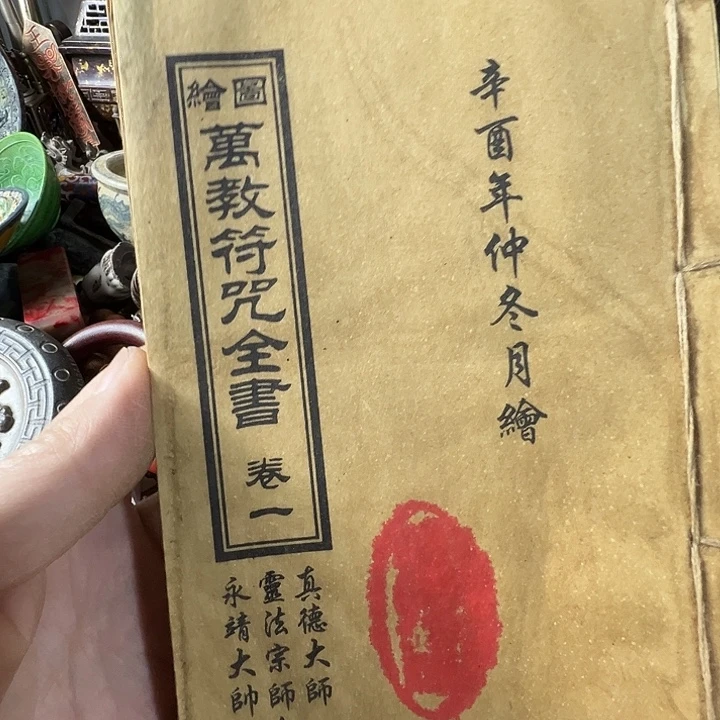 辛酉年仲冬月繪
圖繪
萬教符咒全書
卷一
真德大師
靈法宗師
永靖大帥